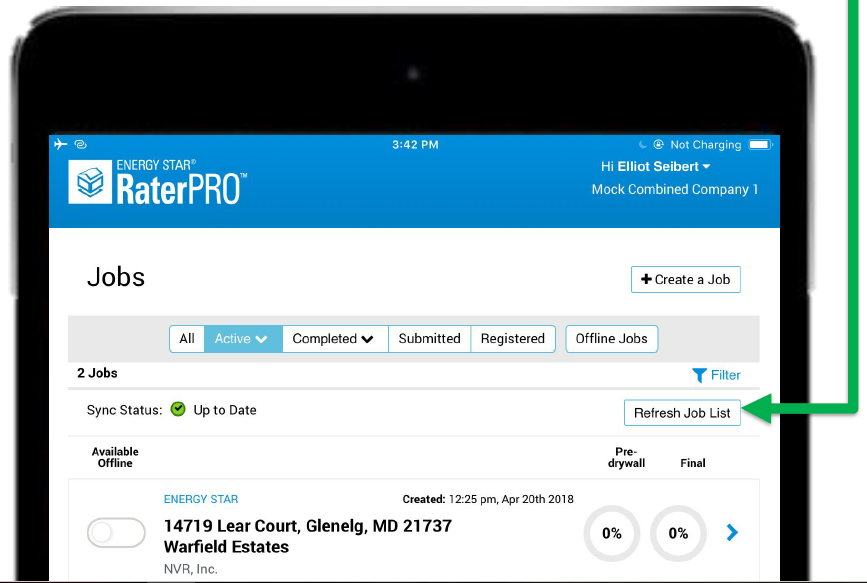 3:42 PM
Not Charging
ENERGY STAR®
RaterPRO™
Hi Elliot Seibert
Mock Combined Company 1
Jobs
+ Create a Job
All
Active
Completed
Submitted
Registered
Offline Jobs
2 Jobs
Filter
Sync Status: Up to Date
Refresh Job List
Available
Offline
Pre-
drywall
Final
ENERGY STAR
Created: 12:25 pm, Apr 20th 2018
14719 Lear Court, Glenelg, MD 21737
Warfield Estates
NVR, Inc.
0%
0%